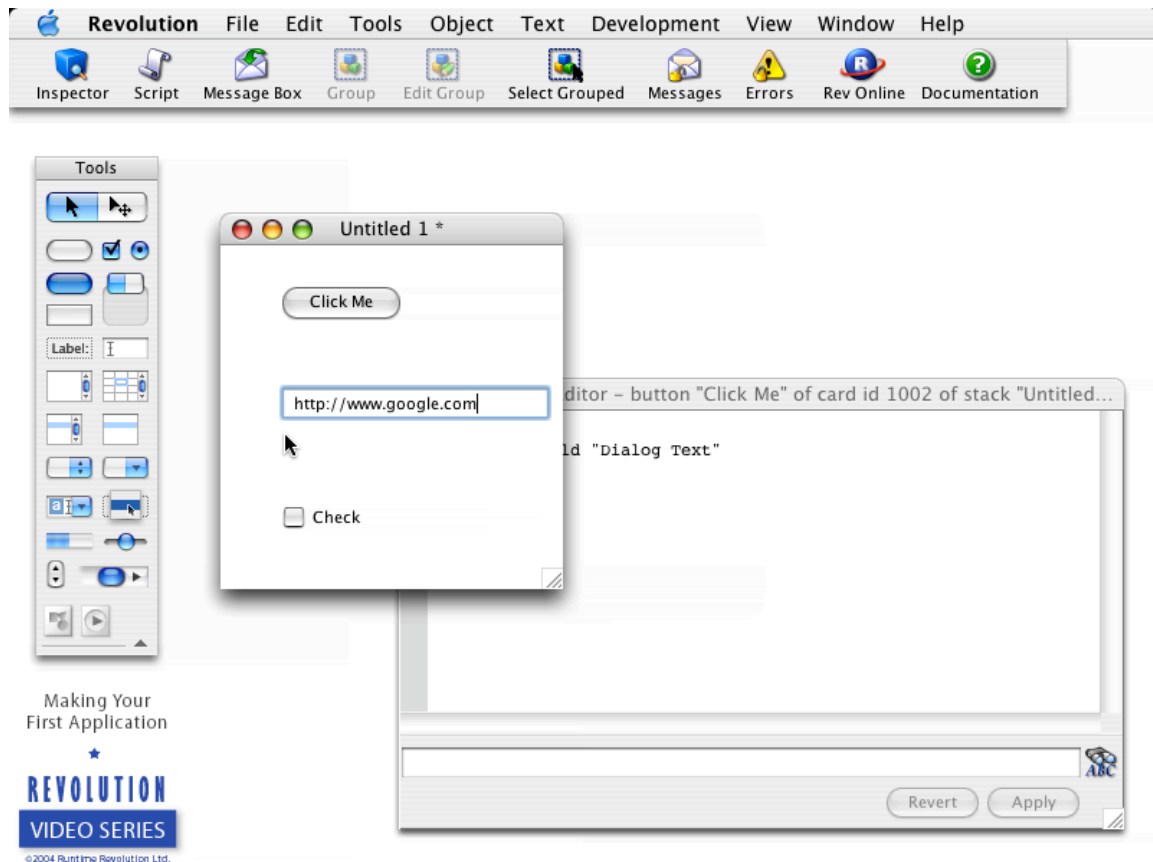 Revolution File Edit Tools Object Text Development View Window Help
Inspector Script Message Box Group Edit Group Select Grouped Messages Errors Rev Online Documentation
Tools
Label:
Untitled 1 *
Click Me
http://www.google.com
Check
ditor – button "Click Me" of card id 1002 of stack "Untitled...
ld "Dialog Text"
ABC
Revert Apply
Making Your
First Application
REVOLUTION
VIDEO SERIES
©2004 Runtime Revolution Ltd.